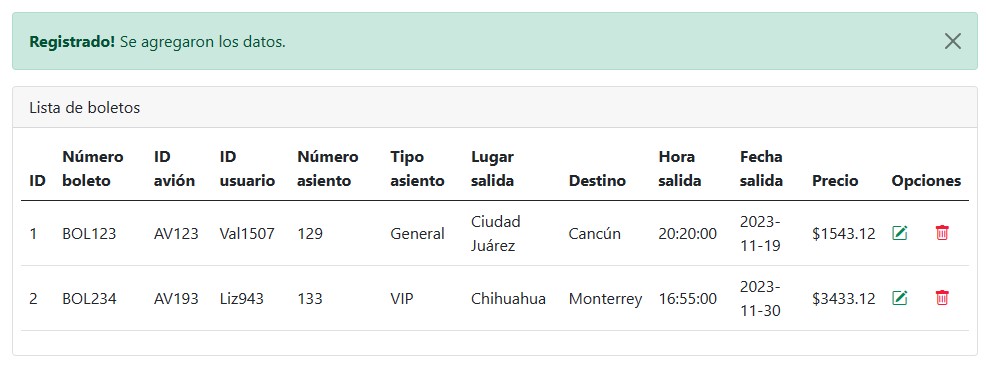 Registrado! Se agregaron los datos.
Lista de boletos
ID Número boleto ID avión ID usuario Número asiento Tipo asiento Lugar salida Destino Hora salida Fecha salida Precio Opciones
1 BOL123 AV123 Val1507 129 General Ciudad Juárez Cancún 20:20:00 2023-11-19 $1543.12
2 BOL234 AV193 Liz943 133 VIP Chihuahua Monterrey 16:55:00 2023-11-30 $3433.12